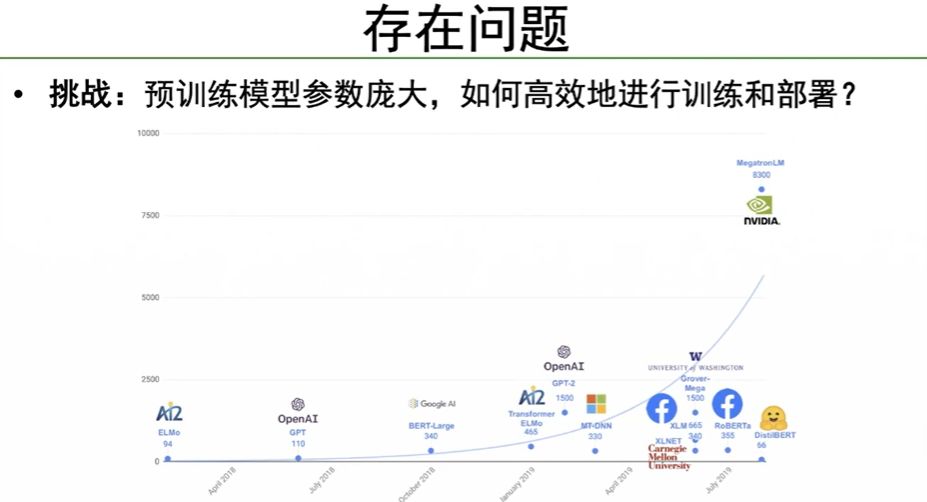 存在问题
• 挑战：预训练模型参数庞大，如何高效地进行训练和部署？
10000
7500
5000
2500
0
MegatronLM
8300
NVIDIA.
W
UNIVERSITY of WASHINGTON
Grover-
Mega
1500
OpenAI
GPT-2
1500
AI2
Transformer
ELMo
465
MT-DNN
330
AI2
ELMo
94
OpenAI
GPT
110
Google AI
BERT-Large
340
XLM 665
XLNET 340
Carnegie
Mellon
University
RoBERTa
355
DistilBERT
66
April 2018
July 2018
October 2018
January 2019
April 2019
July 2019